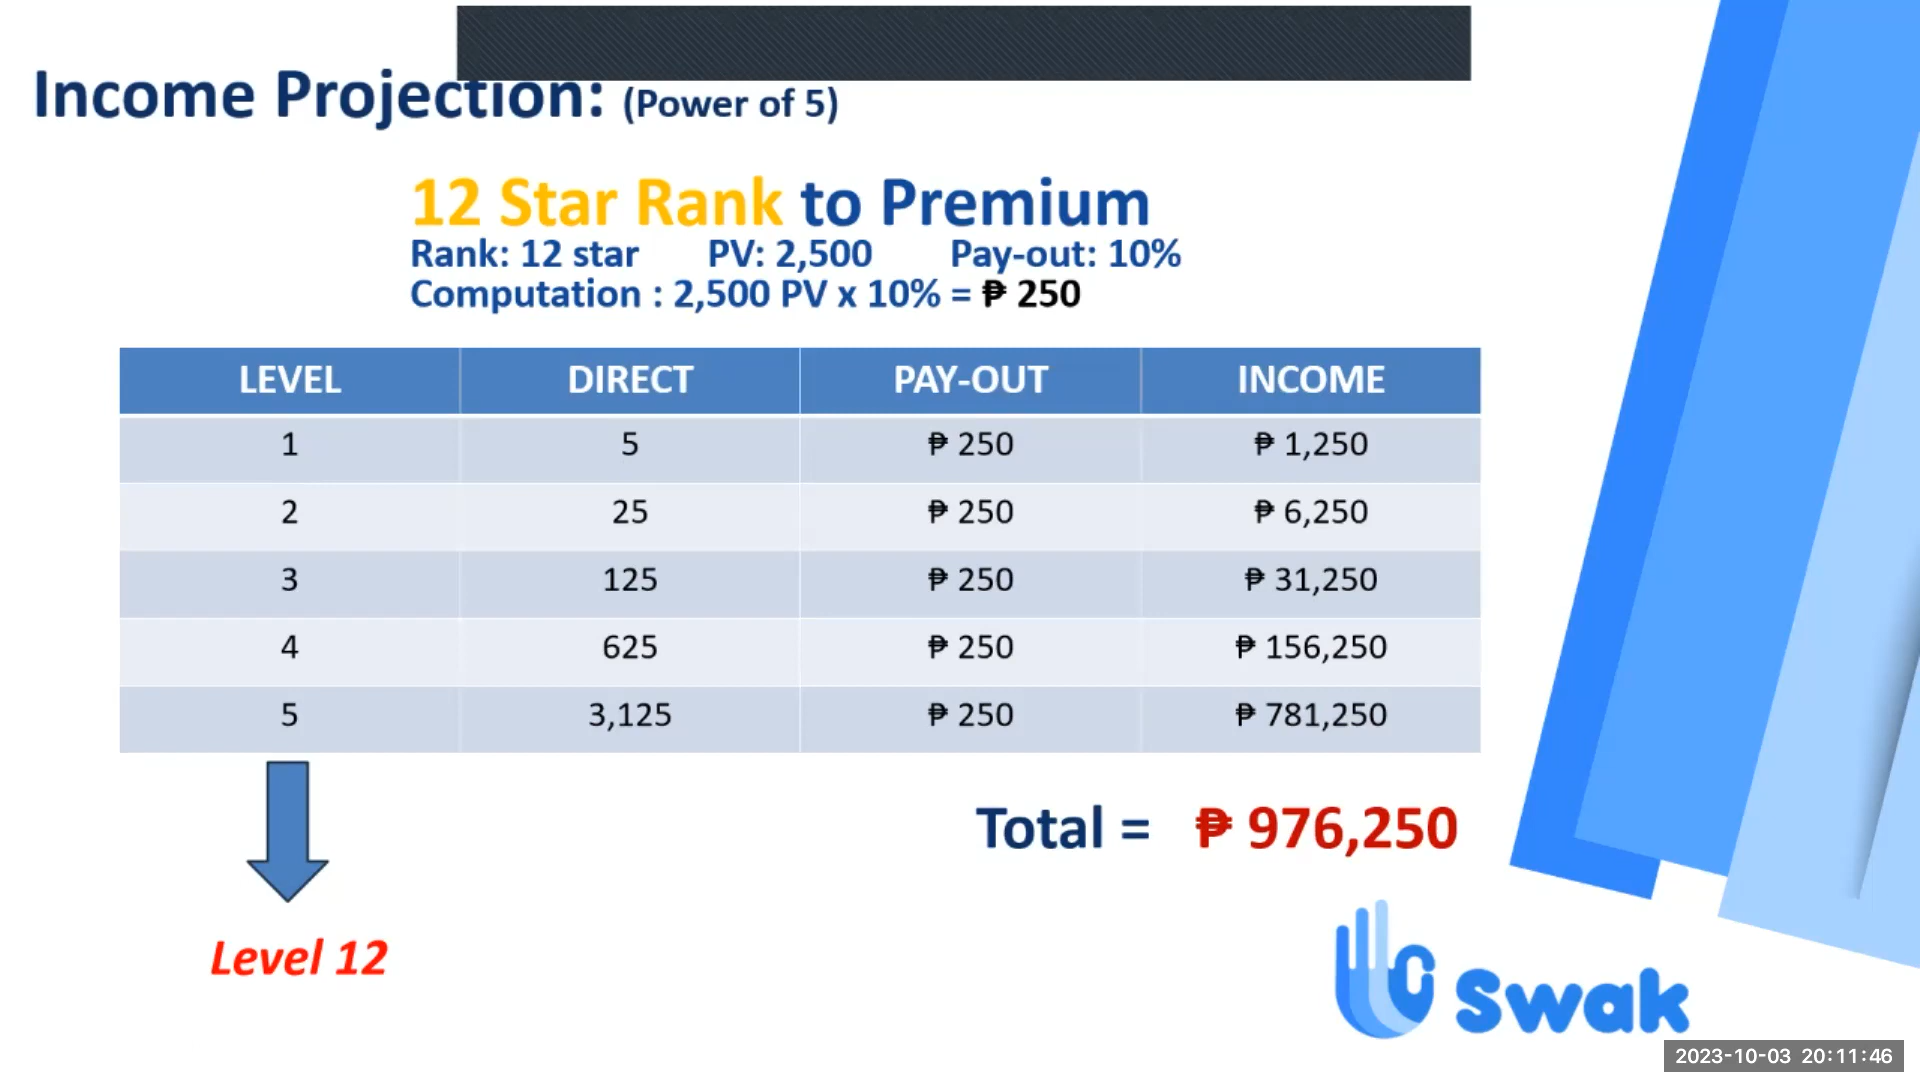 Income Projection: (Power of 5)
12 Star Rank to Premium
Rank: 12 star PV: 2,500 Pay-out: 10%
Computation : 2,500 PV x 10% = ₱ 250
LEVEL DIRECT PAY-OUT INCOME
1 5 ₱ 250 ₱ 1,250
2 25 ₱ 250 ₱ 6,250
3 125 ₱ 250 ₱ 31,250
4 625 ₱ 250 ₱ 156,250
5 3,125 ₱ 250 ₱ 781,250
Total = ₱ 976,250
Level 12
Swak
2023-10-03 20:11:46